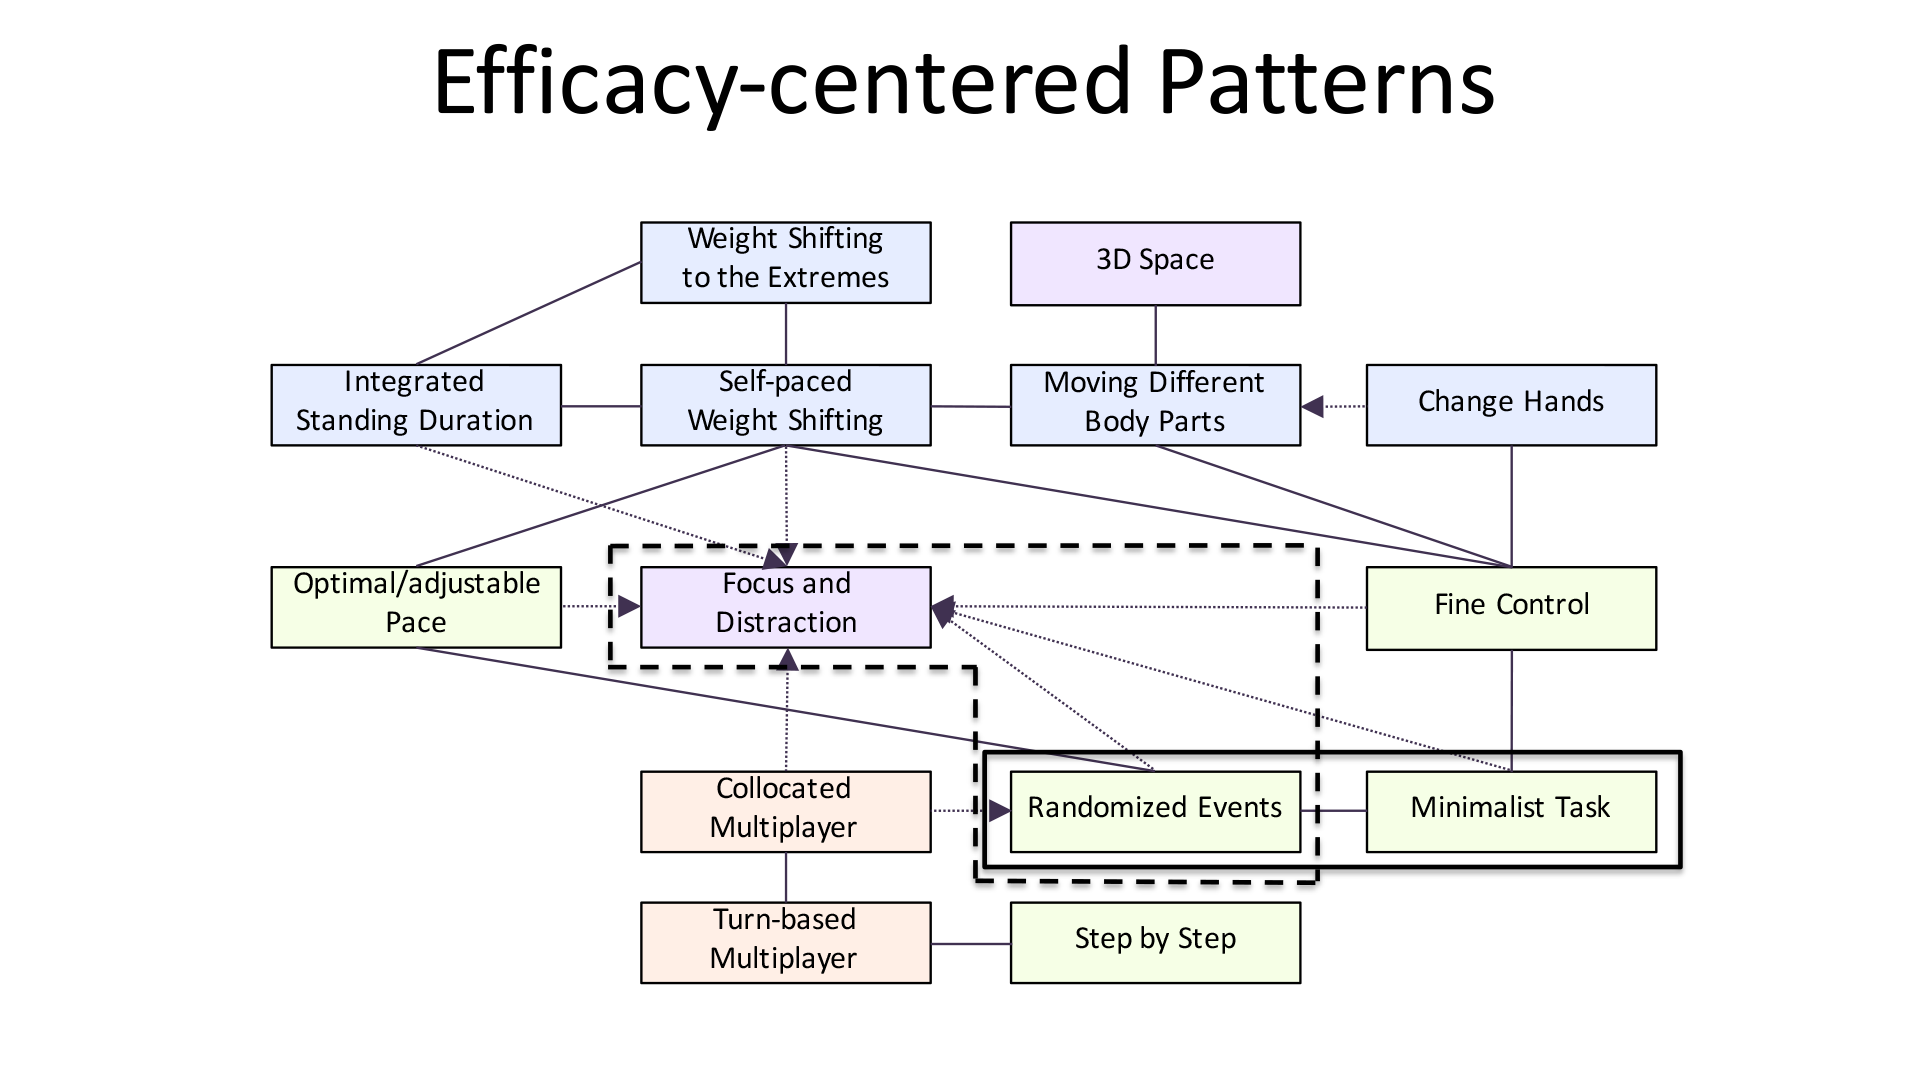 Efficacy-centered Patterns
Weight Shifting
to the Extremes
3D Space
Integrated
Standing Duration
Self-paced
Weight Shifting
Moving Different
Body Parts
Change Hands
Optimal/adjustable
Pace
Focus and
Distraction
Fine Control
Collocated
Multiplayer
Randomized Events
Minimalist Task
Turn-based
Multiplayer
Step by Step